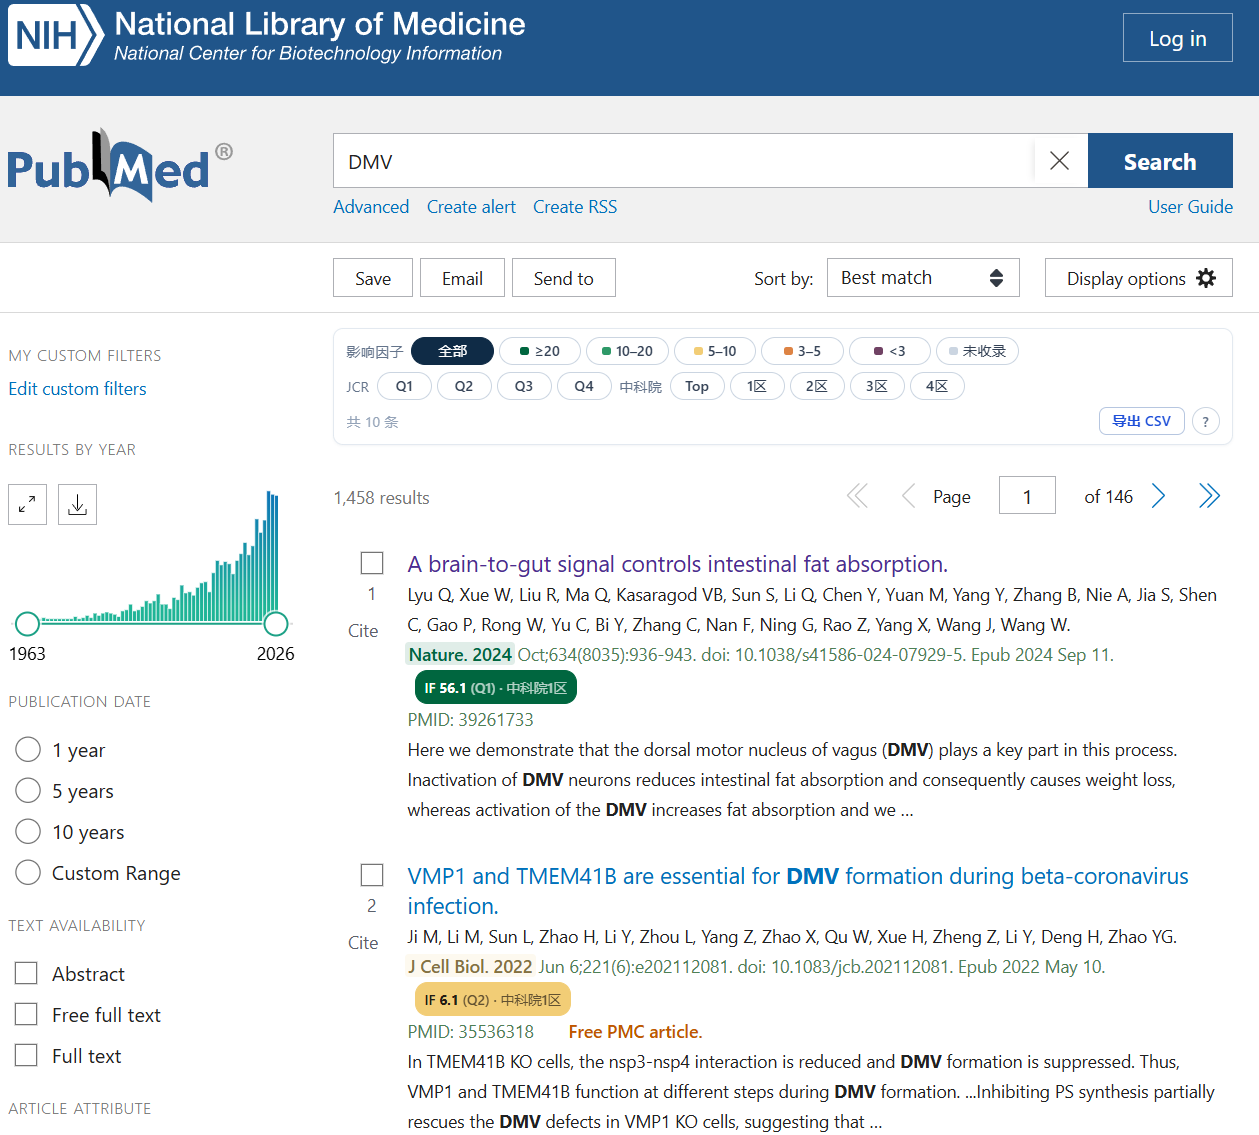 NIH National Library of Medicine
National Center for Biotechnology Information
Log in
PubMed®
DMV
Search
Advanced Create alert Create RSS
User Guide
Save Email Send to
Sort by: Best match
Display options
MY CUSTOM FILTERS
Edit custom filters
RESULTS BY YEAR
1963 2026
PUBLICATION DATE
1 year
5 years
10 years
Custom Range
TEXT AVAILABILITY
Abstract
Free full text
Full text
ARTICLE ATTRIBUTE
影响因子 全部 ≥20 10–20 5–10 3–5 <3 未收录
JCR Q1 Q2 Q3 Q4 中科院 Top 1区 2区 3区 4区
共 10 条
导出 CSV ?
1,458 results
Page 1 of 146
1
Cite
A brain-to-gut signal controls intestinal fat absorption.
Lyu Q, Xue W, Liu R, Ma Q, Kasaragod VB, Sun S, Li Q, Chen Y, Yuan M, Yang Y, Zhang B, Nie A, Jia S, Shen
C, Gao P, Rong W, Yu C, Bi Y, Zhang C, Nan F, Ning G, Rao Z, Yang X, Wang J, Wang W.
Nature. 2024 Oct;634(8035):936-943. doi: 10.1038/s41586-024-07929-5. Epub 2024 Sep 11.
IF 56.1 (Q1) · 中科院1区
PMID: 39261733
Here we demonstrate that the dorsal motor nucleus of vagus (DMV) plays a key part in this process.
Inactivation of DMV neurons reduces intestinal fat absorption and consequently causes weight loss,
whereas activation of the DMV increases fat absorption and we ...
2
Cite
VMP1 and TMEM41B are essential for DMV formation during beta-coronavirus
infection.
Ji M, Li M, Sun L, Zhao H, Li Y, Zhou L, Yang Z, Zhao X, Qu W, Xue H, Zheng Z, Li Y, Deng H, Zhao YG.
J Cell Biol. 2022 Jun 6;221(6):e202112081. doi: 10.1083/jcb.202112081. Epub 2022 May 10.
IF 6.1 (Q2) · 中科院1区
PMID: 35536318 Free PMC article.
In TMEM41B KO cells, the nsp3-nsp4 interaction is reduced and DMV formation is suppressed. Thus,
VMP1 and TMEM41B function at different steps during DMV formation. ...Inhibiting PS synthesis partially
rescues the DMV defects in VMP1 KO cells, suggesting that ...